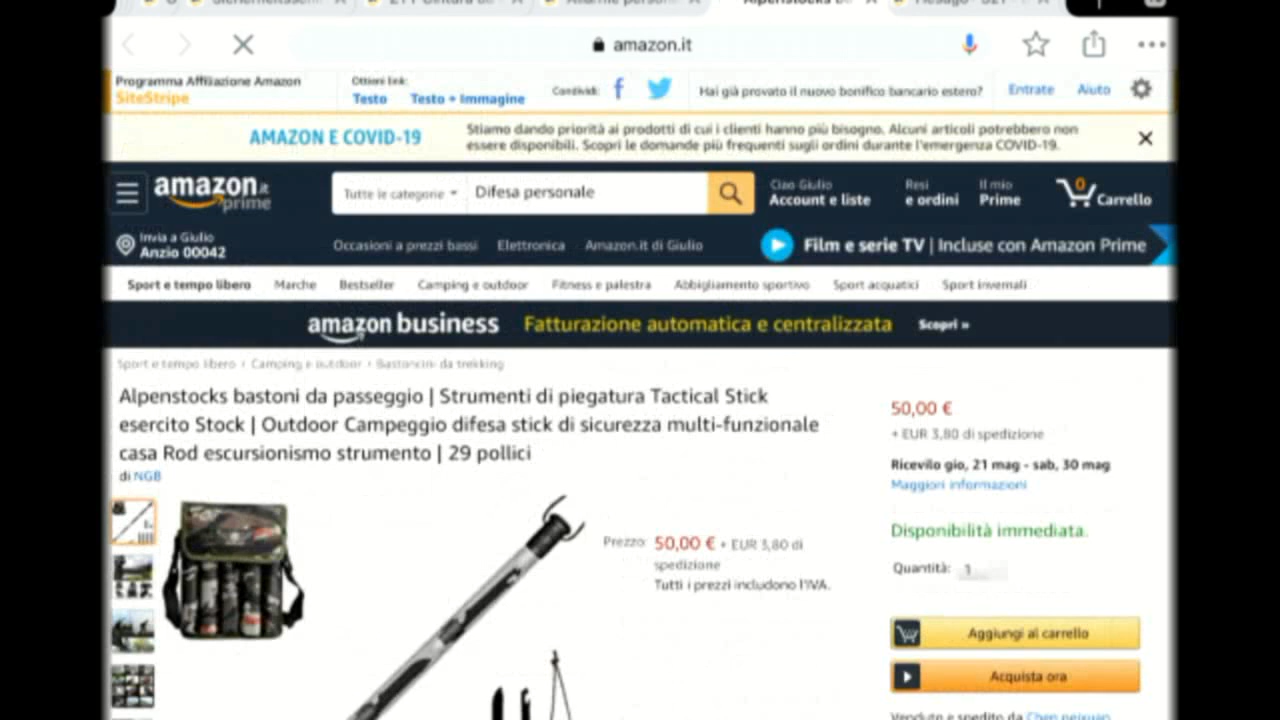 amazon.it
Programma Affiliazione Amazon
SiteStripe
Ottieni link:
Testo Testo + Immagine
Condividi:
Hai già provato il nuovo bonifico bancario estero?
Entrate Aiuto
AMAZON E COVID-19
Stiamo dando priorità ai prodotti di cui i clienti hanno più bisogno. Alcuni articoli potrebbero non
essere disponibili. Scopri le domande più frequenti sugli ordini durante l'emergenza COVID-19.
amazon.it
prime
Tutte le categorie
Difesa personale
Ciao Giulio
Account e liste
Resi
e ordini
Il mio
Prime
0
Carrello
Invia a Giulio
Anzio 00042
Occasioni a prezzi bassi Elettronica Amazon.it di Giulio
Film e serie TV | Incluse con Amazon Prime
Sport e tempo libero Marche Bestseller Camping e outdoor Fitness e palestra Abbigliamento sportivo Sport acquatici Sport invernali
amazon business Fatturazione automatica e centralizzata Scopri »
Sport e tempo libero › Camping e outdoor › Bastoncini da trekking
Alpenstocks bastoni da passeggio | Strumenti di piegatura Tactical Stick
esercito Stock | Outdoor Campeggio difesa stick di sicurezza multi-funzionale
casa Rod escursionismo strumento | 29 pollici
di NGB
Prezzo: 50,00 € + EUR 3,80 di
spedizione
Tutti i prezzi includono l'IVA.
50,00 €
+ EUR 3,80 di spedizione
Ricevilo gio, 21 mag - sab, 30 mag
Maggiori informazioni
Disponibilità immediata.
Quantità: 1
Aggiungi al carrello
Acquista ora
Venduto e spedito da